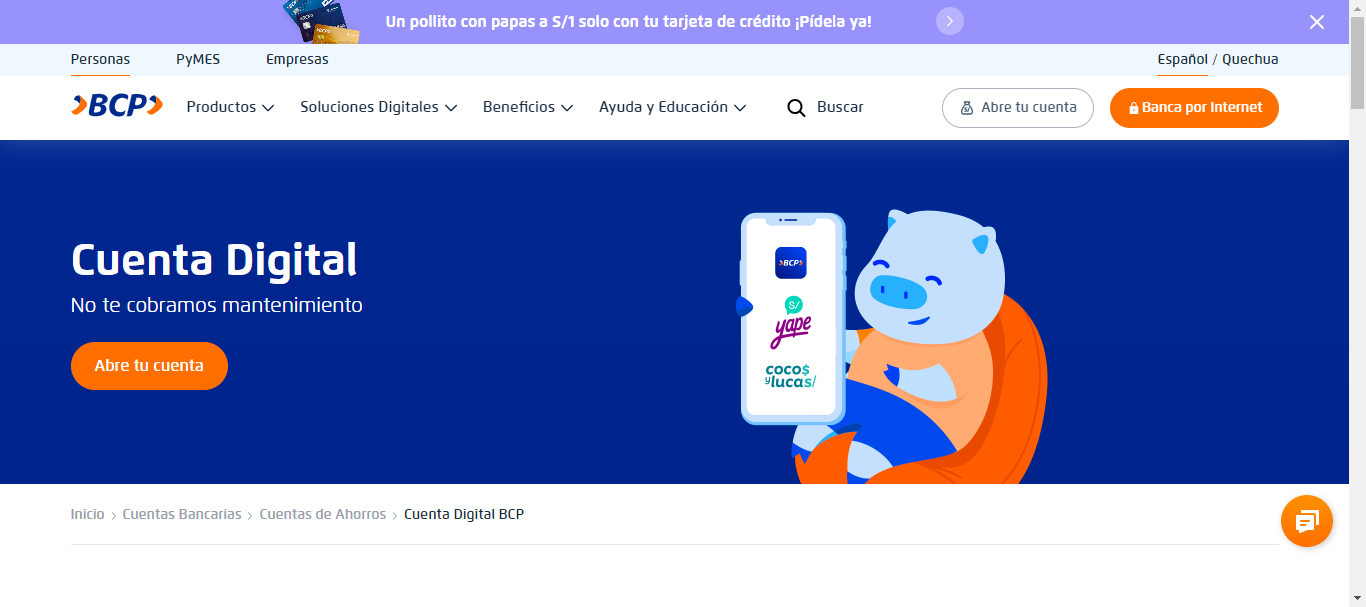 Un pollito con papas a S/1 solo con tu tarjeta de crédito ¡Pídela ya!
Personas PyMES Empresas Español / Quechua
BCP Productos Soluciones Digitales Beneficios Ayuda y Educación Buscar Abre tu cuenta Banca por Internet
Cuenta Digital
No te cobramos mantenimiento
Abre tu cuenta
BCP
S/
yape
coco$
y lucas/
Inicio > Cuentas Bancarias > Cuentas de Ahorros > Cuenta Digital BCP